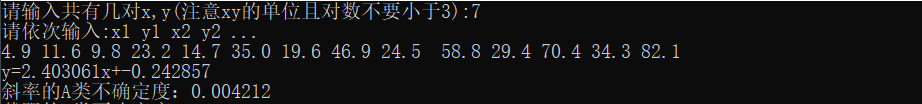 请输入共有几对x,y(注意xy的单位且对数不要小于3):7
请依次输入:x1 y1 x2 y2 ...
4.9 11.6 9.8 23.2 14.7 35.0 19.6 46.9 24.5  58.8 29.4 70.4 34.3 82.1
y=2.403061x+-0.242857
斜率的A类不确定度: 0.004212